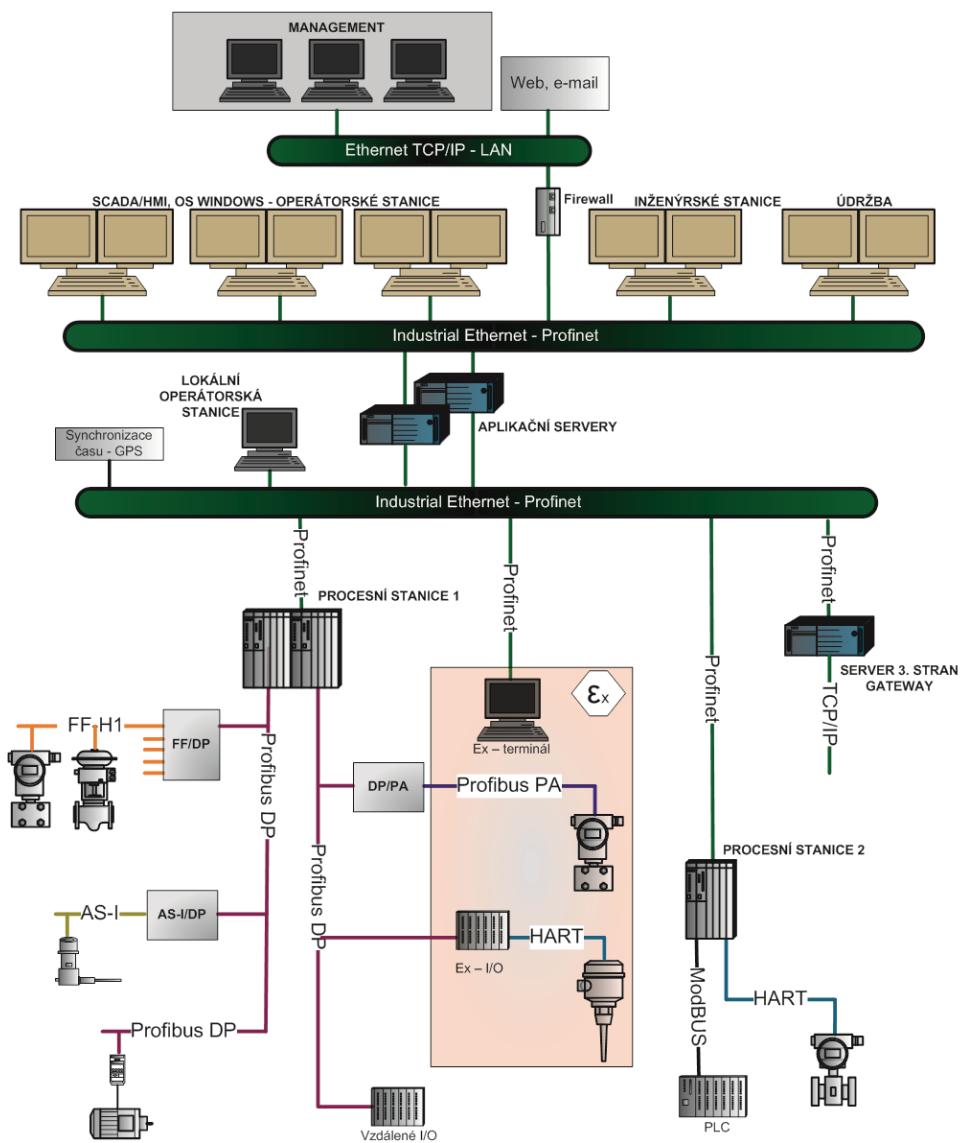 MANAGEMENT
Web, e-mail
Ethernet TCP/IP - LAN
SCADA/HMI, OS WINDOWS - OPERÁTORSKÉ STANICE
Firewall
INŽENÝRSKÉ STANICE
ÚDRŽBA
Industrial Ethernet - Profinet
LOKÁLNÍ
OPERÁTORSKÁ
STANICE
APLIKAČNÍ SERVERY
Synchronizace
času - GPS
Industrial Ethernet - Profinet
Profinet
Profinet
Profinet
Profinet
PROCESNÍ STANICE 1
SERVER 3. STRAN
GATEWAY
TCP/IP
εx
Ex – terminál
FF H1
FF/DP
Profibus DP
DP/PA
Profibus PA
PROCESNÍ STANICE 2
Profibus DP
AS-I
AS-I/DP
HART
Ex – I/O
ModBUS
HART
Profibus DP
Vzdálené I/O
PLC